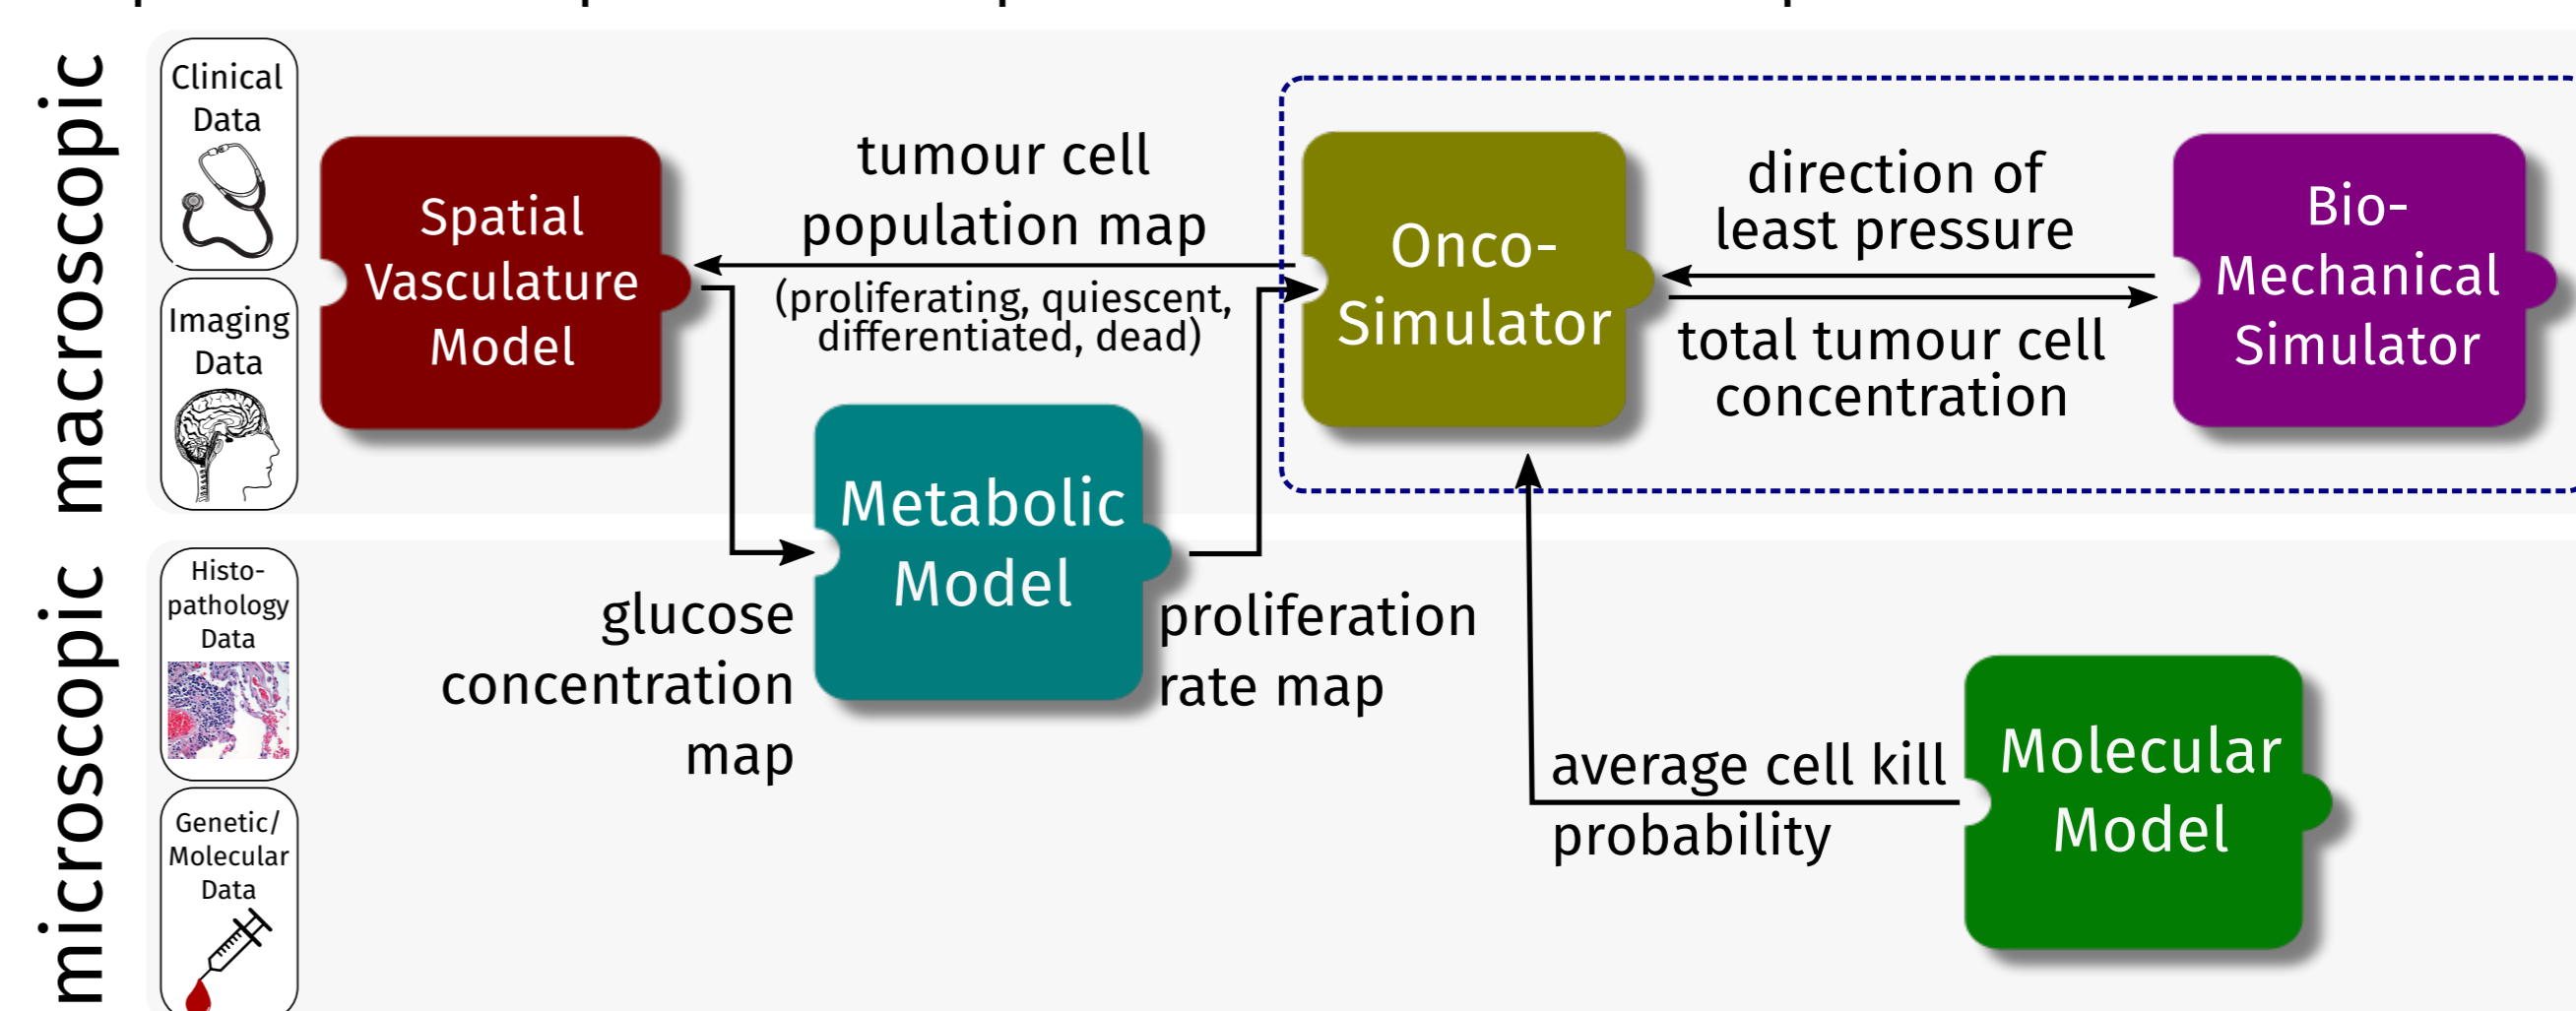 macroscopic
Clinical
Data
Imaging
Data
Spatial
Vasculature
Model
tumour cell
population map
(proliferating, quiescent,
differentiated, dead)
Onco-
Simulator
direction of
least pressure
total tumour cell
concentration
Bio-
Mechanical
Simulator
microscopic
Histo-
pathology
Data
Genetic/
Molecular
Data
glucose
concentration
map
Metabolic
Model
proliferation
rate map
average cell kill
probability
Molecular
Model